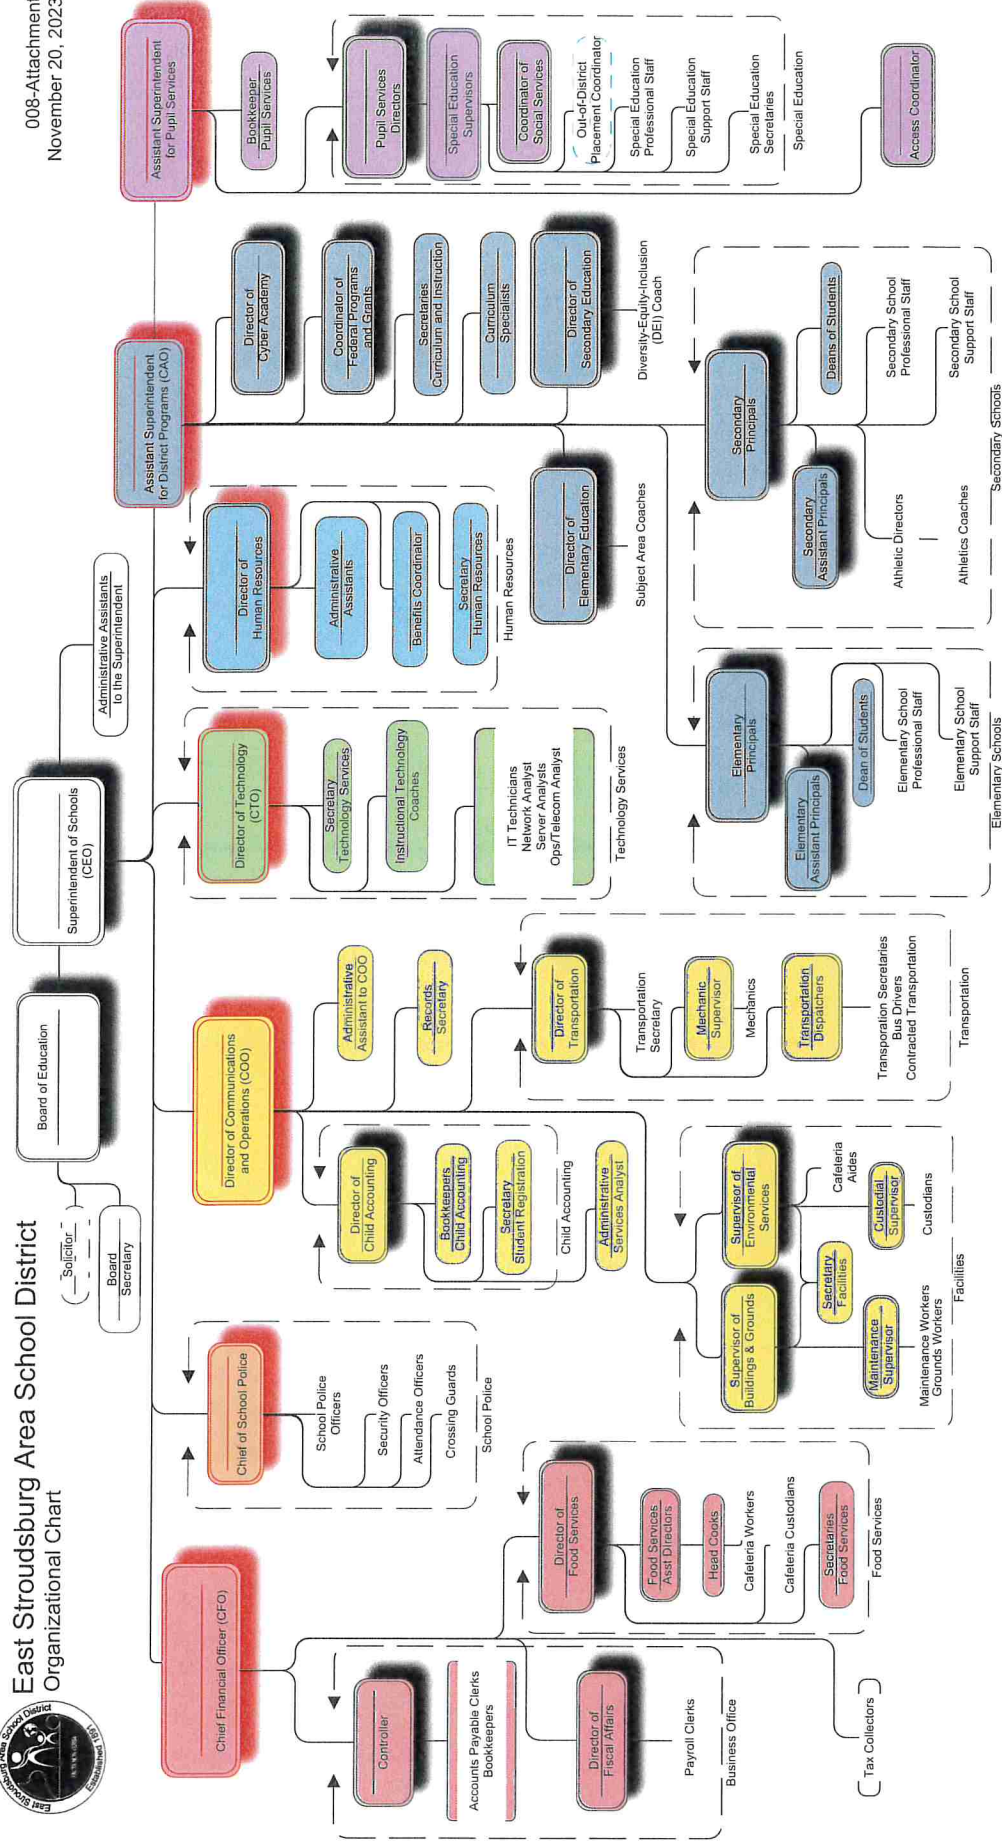 East Stroudsburg Area School District
Organizational Chart
008-Attachment
November 20, 2023
East Stroudsburg Area School District
Established 1891
Board of Education
Solicitor
Board
Secretary
Superintendent of Schools
(CEO)
Administrative Assistants
to the Superintendent
Chief Financial Officer (CFO)
Controller
Accounts Payable Clerks
Bookkeepers
Director of
Fiscal Affairs
Payroll Clerks
Business Office
Tax Collectors
Director of
Food Services
Food Services
Asst Directors
Head Cooks
Cafeteria Workers
Cafeteria Custodians
Secretaries
Food Services
Food Services
Chief of School Police
School Police
Officers
Security Officers
Attendance Officers
Crossing Guards
School Police
Director of Communications
and Operations (COO)
Administrative
Assistant to COO
Records
Secretary
Director of
Child Accounting
Bookkeepers
Child Accounting
Secretary
Student Registration
Child Accounting
Administrative
Services Analyst
Supervisor of
Buildings & Grounds
Supervisor of
Environmental
Services
Secretary
Facilities
Cafeteria
Aides
Maintenance
Supervisor
Custodial
Supervisor
Maintenance Workers
Grounds Workers
Custodians
Facilities
Director of
Transportation
Transportation
Secretary
Mechanic
Supervisor
Mechanics
Transportation
Dispatchers
Transporation Secretaries
Bus Drivers
Contracted Transportation
Transportation
Director of Technology
(CTO)
Secretary
Technology Services
Instructional Technology
Coaches
IT Technicians
Network Analyst
Server Analysts
Ops/Telecom Analyst
Technology Services
Director of
Human Resources
Administrative
Assistants
Benefits Coordinator
Secretary
Human Resources
Human Resources
Assistant Superintendent
for District Programs (CAO)
Director of
Cyber Academy
Coordinator of
Federal Programs
and Grants
Secretaries
Curriculum and Instruction
Curriculum
Specialists
Director of
Elementary Education
Subject Area Coaches
Director of
Secondary Education
Diversity-Equity-Inclusion
(DEI) Coach
Elementary
Principals
Elementary
Assistant Principals
Dean of Students
Elementary School
Professional Staff
Elementary School
Support Staff
Elementary Schools
Secondary
Principals
Secondary
Assistant Principals
Deans of Students
Athletic Directors
Secondary School
Professional Staff
Athletics Coaches
Secondary School
Support Staff
Secondary Schools
Assistant Superintendent
for Pupil Services
Bookkeeper
Pupil Services
Pupil Services
Directors
Special Education
Supervisors
Coordinator of
Social Services
Out-of-District
Placement Coordinator
Special Education
Professional Staff
Special Education
Support Staff
Special Education
Secretaries
Special Education
Access Coordinator